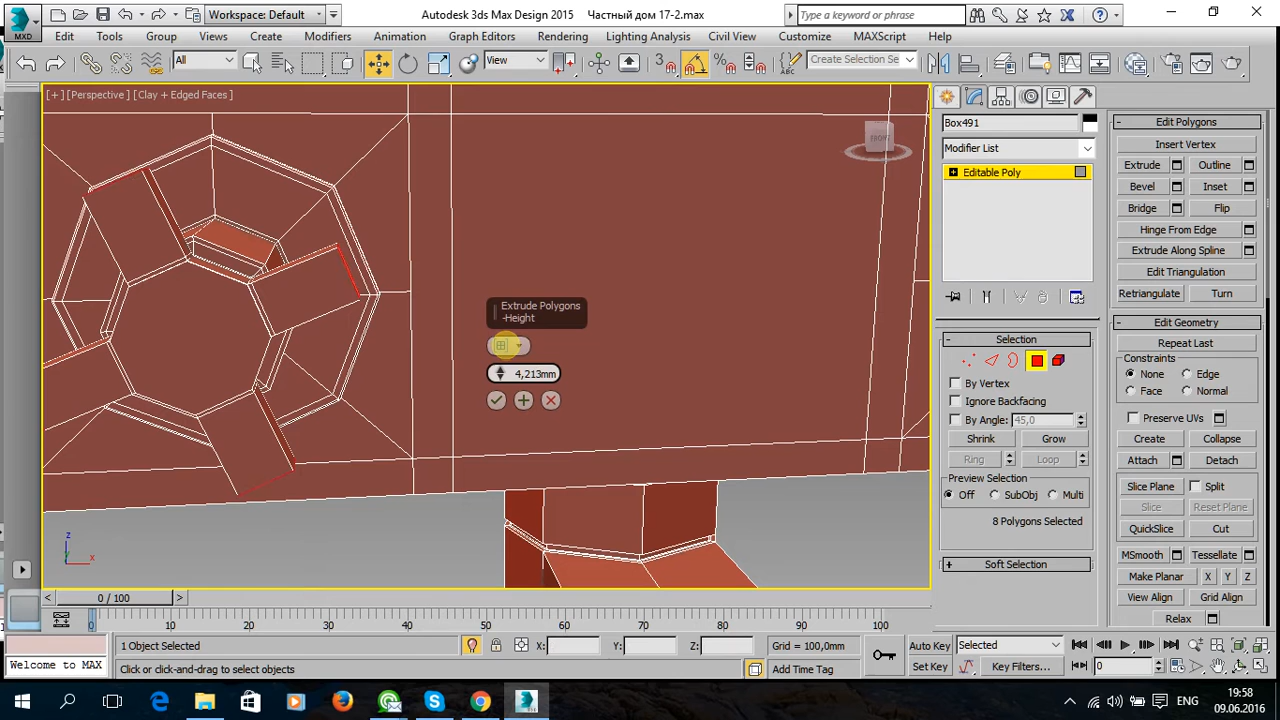 Workspace: Default
Autodesk 3ds Max Design 2015 Частный дом 17-2.max
Type a keyword or phrase
MAX
Edit Tools Group Views Create Modifiers Animation Graph Editors Rendering Lighting Analysis Civil View Customize MAXScript Help
All
View
3
Create Selection Se
[+] [Perspective] [Clay + Edged Faces]
FRONT
Extrude Polygons
-Height
4,213mm
z
x
Box491
Modifier List
Editable Poly
Edit Polygons
Insert Vertex
Extrude Outline
Bevel Inset
Bridge Flip
Hinge From Edge
Extrude Along Spline
Edit Triangulation
Retriangulate Turn
Edit Geometry
Repeat Last
Constraints
None Edge
Face Normal
Preserve UVs
Create Collapse
Attach Detach
Slice Plane Split
Slice Reset Plane
QuickSlice Cut
MSmooth Tessellate
Make Planar X Y Z
View Align Grid Align
Relax
Selection
By Vertex
Ignore Backfacing
By Angle: 45,0
Shrink Grow
Ring Loop
Preview Selection
Off SubObj Multi
8 Polygons Selected
Soft Selection
0 / 100
0 10 20 30 40 50 60 70 80 90 100
1 Object Selected
X: Y: Z: Grid = 100,0mm
Auto Key Selected
Welcome to MAX
Click or click-and-drag to select objects
Add Time Tag
Set Key Key Filters...
0
ENG
19:58
09.06.2016